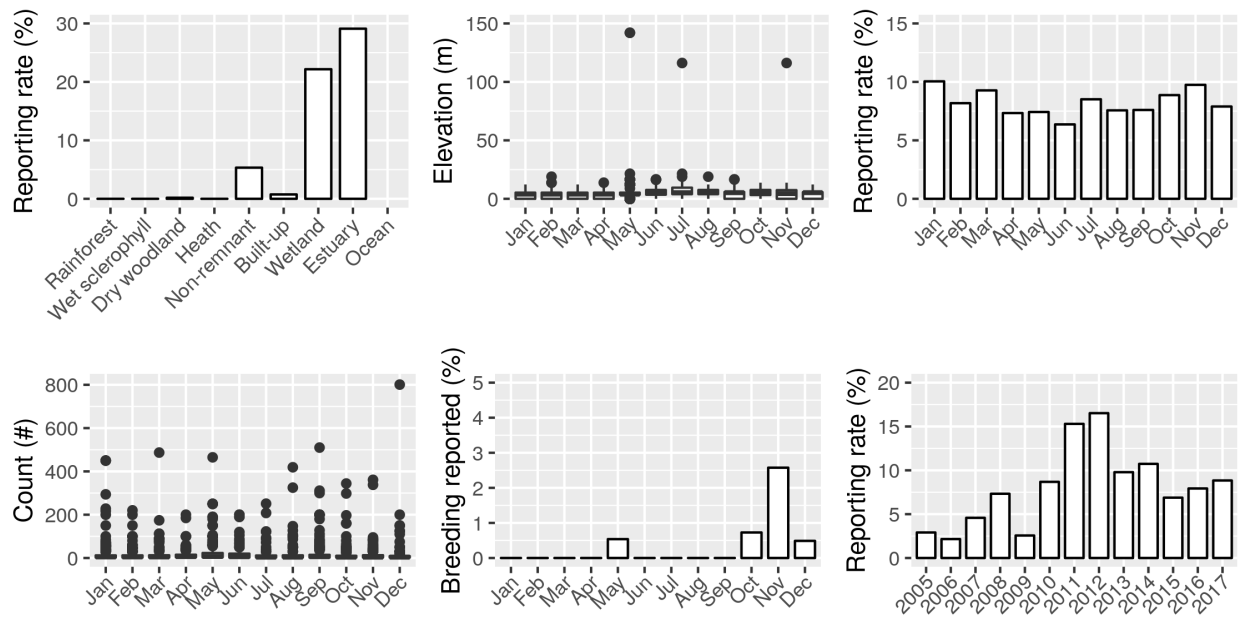 Reporting rate (%)
30
20
10
0
Rainforest
Wet sclerophyll
Dry woodland
Heath
Non-remnant
Built-up
Wetland
Estuary
Ocean
Elevation (m)
150
100
50
0
Jan
Feb
Mar
Apr
May
Jun
Jul
Aug
Sep
Oct
Nov
Dec
Reporting rate (%)
15
10
5
0
Jan
Feb
Mar
Apr
May
Jun
Jul
Aug
Sep
Oct
Nov
Dec
Count (#)
800
600
400
200
0
Jan
Feb
Mar
Apr
May
Jun
Jul
Aug
Sep
Oct
Nov
Dec
Breeding reported (%)
5
4
3
2
1
0
Jan
Feb
Mar
Apr
May
Jun
Jul
Aug
Sep
Oct
Nov
Dec
Reporting rate (%)
20
15
10
5
0
2005
2006
2007
2008
2009
2010
2011
2012
2013
2014
2015
2016
2017